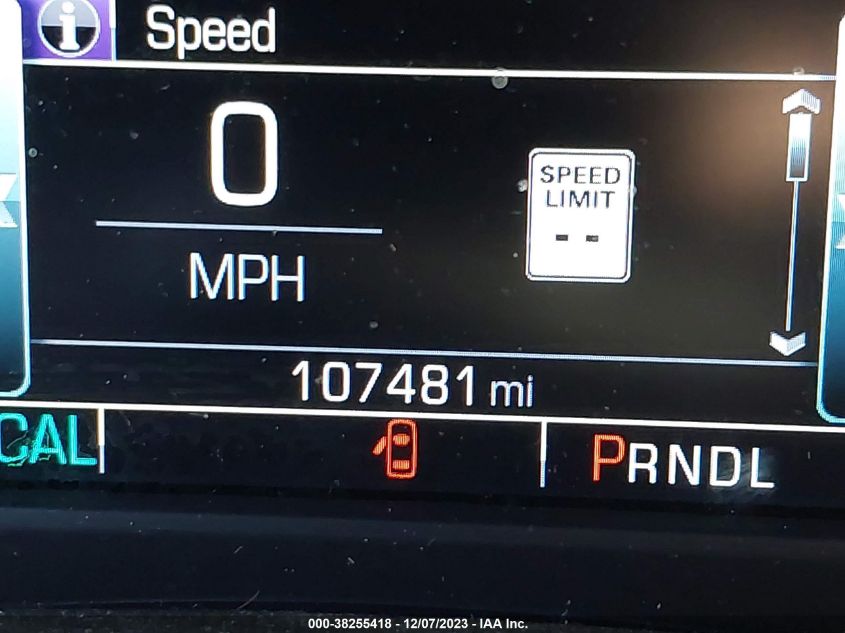 i Speed
0
MPH
SPEED
LIMIT
--
107481 mi
CAL
PRNDL
000-38255418 - 12/07/2023 - IAA Inc.